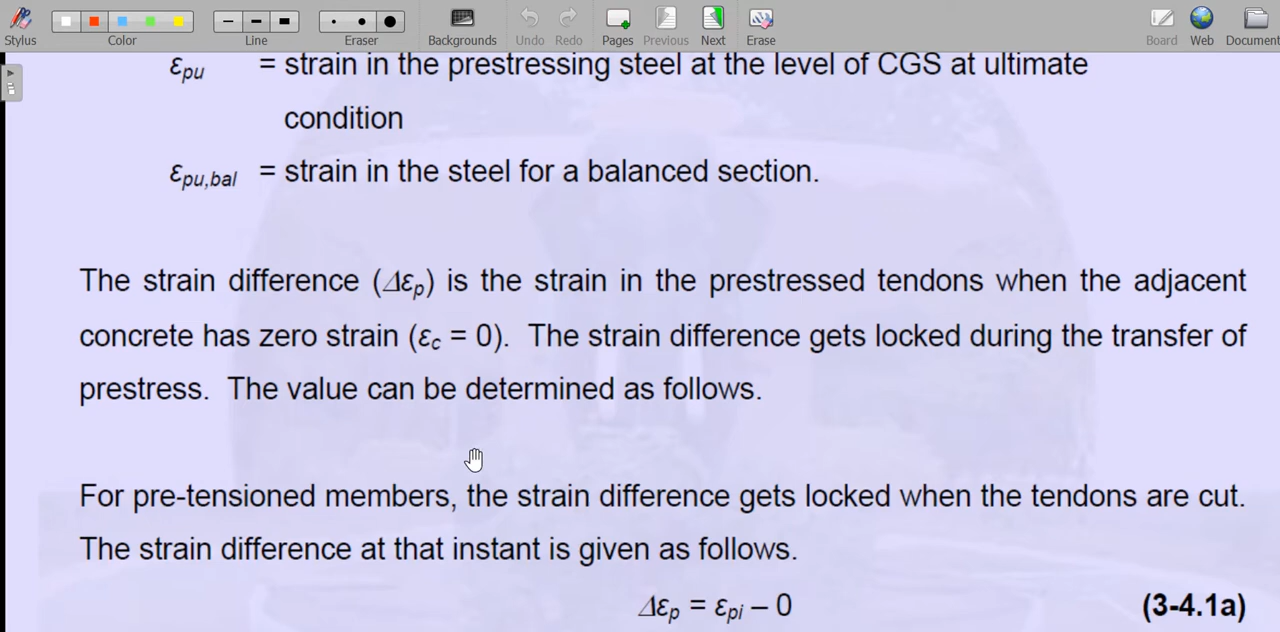 Stylus Color Line Eraser Backgrounds Undo Redo Pages Previous Next Erase Board Web Document
εpu = strain in the prestressing steel at the level of CGS at ultimate
condition
εpu,bal = strain in the steel for a balanced section.
The strain difference (Δεp) is the strain in the prestressed tendons when the adjacent
concrete has zero strain (εc = 0). The strain difference gets locked during the transfer of
prestress. The value can be determined as follows.
For pre-tensioned members, the strain difference gets locked when the tendons are cut.
The strain difference at that instant is given as follows.
Δεp = εpi – 0 (3-4.1a)